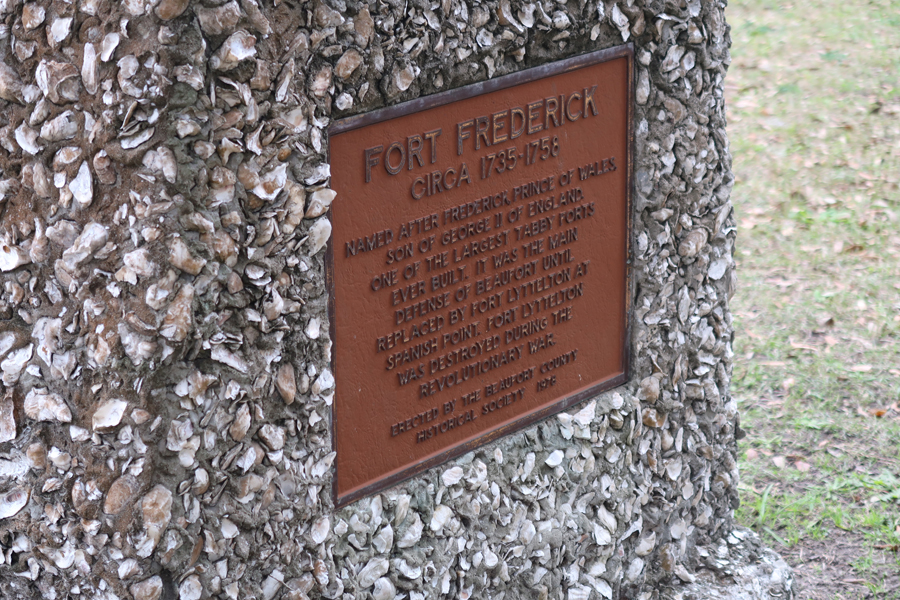 FORT FREDERICK
CIRCA 1735-1758
NAMED AFTER FREDERICK, PRINCE OF WALES,
SON OF GEORGE II OF ENGLAND.
ONE OF THE LARGEST TABBY FORTS
EVER BUILT. IT WAS THE MAIN
DEFENSE OF BEAUFORT UNTIL
REPLACED BY FORT LYTTELTON AT
SPANISH POINT. FORT LYTTELTON
WAS DESTROYED DURING THE
REVOLUTIONARY WAR.
ERECTED BY THE BEAUFORT COUNTY
HISTORICAL SOCIETY 1976